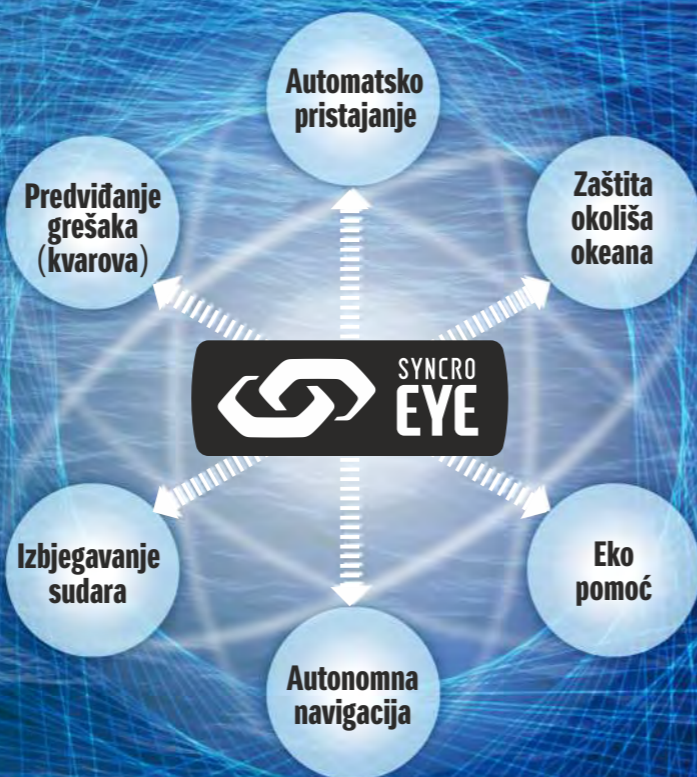 Automatsko
pristajanje
Predviđanje
grešaka
(kvarova)
Zaštita
okoliša
okeana
SYNCRO
EYE
Izbjegavanje
sudara
Eko
pomoć
Autonomna
navigacija